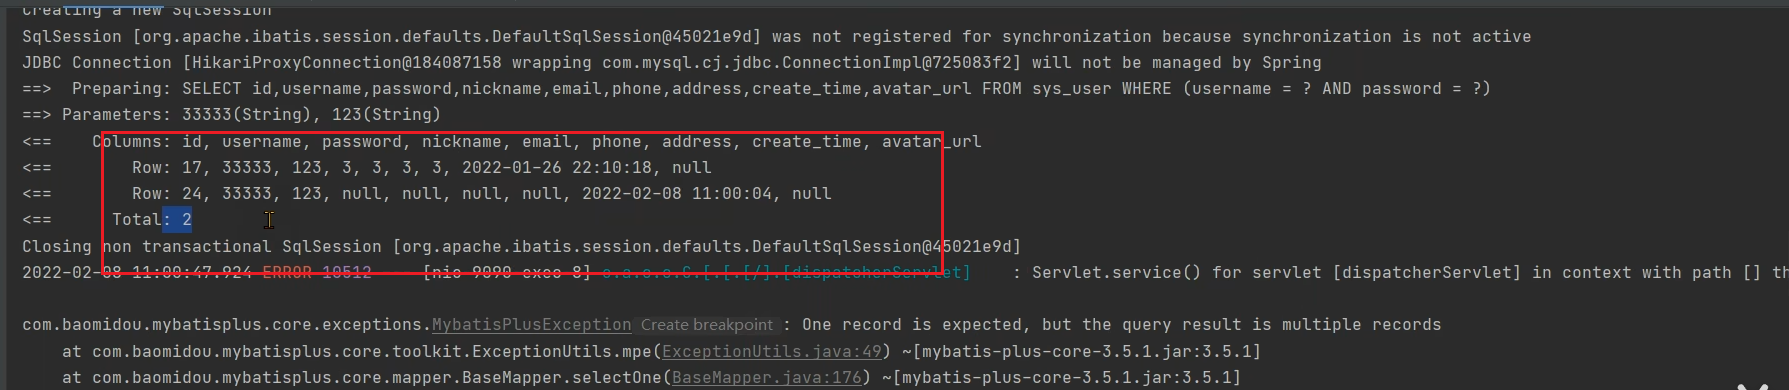 Creating a new SqlSession
SqlSession [org.apache.ibatis.session.defaults.DefaultSqlSession@45021e9d] was not registered for synchronization because synchronization is not active
JDBC Connection [HikariProxyConnection@184087158 wrapping com.mysql.cj.jdbc.ConnectionImpl@725083f2] will not be managed by Spring
==>  Preparing: SELECT id,username,password,nickname,email,phone,address,create_time,avatar_url FROM sys_user WHERE (username = ? AND password = ?)
==> Parameters: 33333(String), 123(String)
<==    Columns: id, username, password, nickname, email, phone, address, create_time, avatar_url
<==        Row: 17, 33333, 123, 3, 3, 3, 3, 2022-01-26 22:10:18, null
<==        Row: 24, 33333, 123, null, null, null, null, 2022-02-08 11:00:04, null
<==      Total: 2
Closing non transactional SqlSession [org.apache.ibatis.session.defaults.DefaultSqlSession@45021e9d]
2022-02-08 11:00:47.924 ERROR 10512 --- [nio-9090-exec-8] o.a.c.c.C.[.[.[/].[dispatcherServlet]    : Servlet.service() for servlet [dispatcherServlet] in context with path [] th
com.baomidou.mybatisplus.core.exceptions.MybatisPlusException Create breakpoint : One record is expected, but the query result is multiple records
    at com.baomidou.mybatisplus.core.toolkit.ExceptionUtils.mpe(ExceptionUtils.java:49) ~[mybatis-plus-core-3.5.1.jar:3.5.1]
    at com.baomidou.mybatisplus.core.mapper.BaseMapper.selectOne(BaseMapper.java:176) ~[mybatis-plus-core-3.5.1.jar:3.5.1]